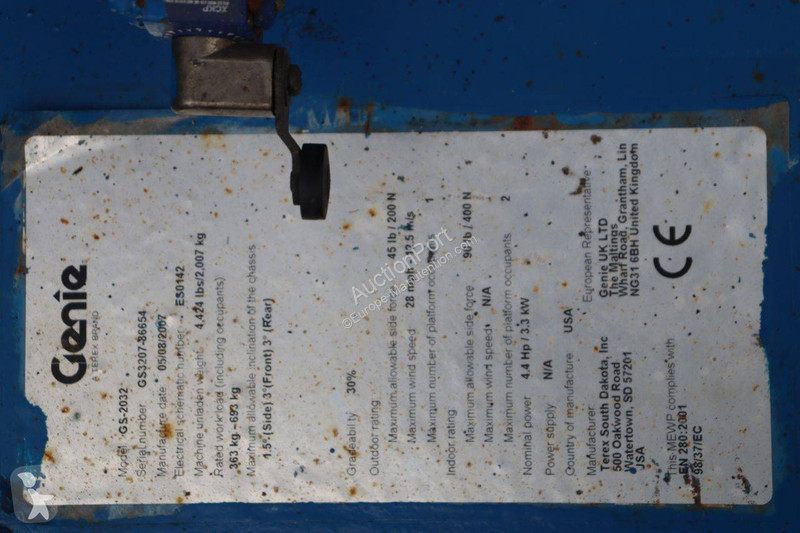 XCKP
Genie
A TEREX BRAND
Model: GS-2032
Serial number: GS3207-86654
Manufacture date: 05/08/2007
Electrical schematic number: ES0142
Machine unladen weight: 4,424 lbs/2,007 kg
Rated work load (including occupants)
363 kg
Maximum allowable inclination of the chassis
1.5° (Side) 3°(Front) 3° (Rear)
Gradeability 30%
Outdoor rating
Maximum allowable side force 45 lb / 200 N
Maximum wind speed 28 mph / 12.5 m/s
Maximum number of platform occupants 1
Indoor rating
Maximum allowable side force 90 lb / 400 N
Maximum wind speed N/A
Maximum number of platform occupants 2
Nominal power 4.4 Hp / 3.3 kW
Power supply N/A
Country of manufacture USA
Manufacturer
Terex South Dakota, Inc
500 Oakwood Road
Watertown, SD 57201
USA
European Representative
Genie UK LTD
The Maltings
Wharf Road, Grantham, Lin
NG31 6BH United Kingdom
This MEWP complies with:
EN 280:2001
98/37/EC
CE
AuctionPort